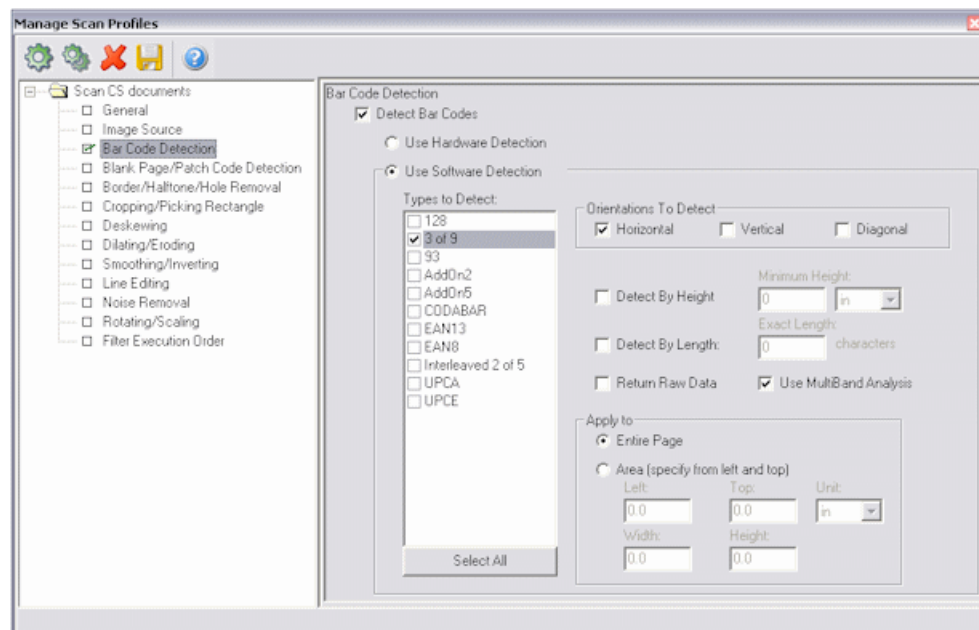 Manage Scan Profiles
Scan CS documents
General
Image Source
Bar Code Detection
Blank Page/Patch Code Detection
Border/Halftone/Hole Removal
Cropping/Picking Rectangle
Deskewing
Dilating/Eroding
Smoothing/Inverting
Line Editing
Noise Removal
Rotating/Scaling
Filter Execution Order
Bar Code Detection
Detect Bar Codes
Use Hardware Detection
Use Software Detection
Types to Detect:
128
3 of 9
93
AddOn2
AddOn5
CODABAR
EAN13
EAN8
Interleaved 2 of 5
UPCA
UPCE
Select All
Orientations To Detect
Horizontal Vertical Diagonal
Minimum Height:
Detect By Height 0 in
Exact Length:
Detect By Length: 0 characters
Return Raw Data Use MultiBand Analysis
Apply to
Entire Page
Area (specify from left and top)
Left: Top: Unit:
0.0 0.0 in
Width: Height:
0.0 0.0